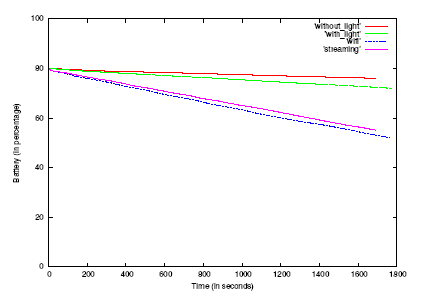 100
80
60
40
20
0
Battery (in percentage)
'without_light'
'with_light'
'wifi'
'streaming'
0 200 400 600 800 1000 1200 1400 1600 1800
Time (in seconds)